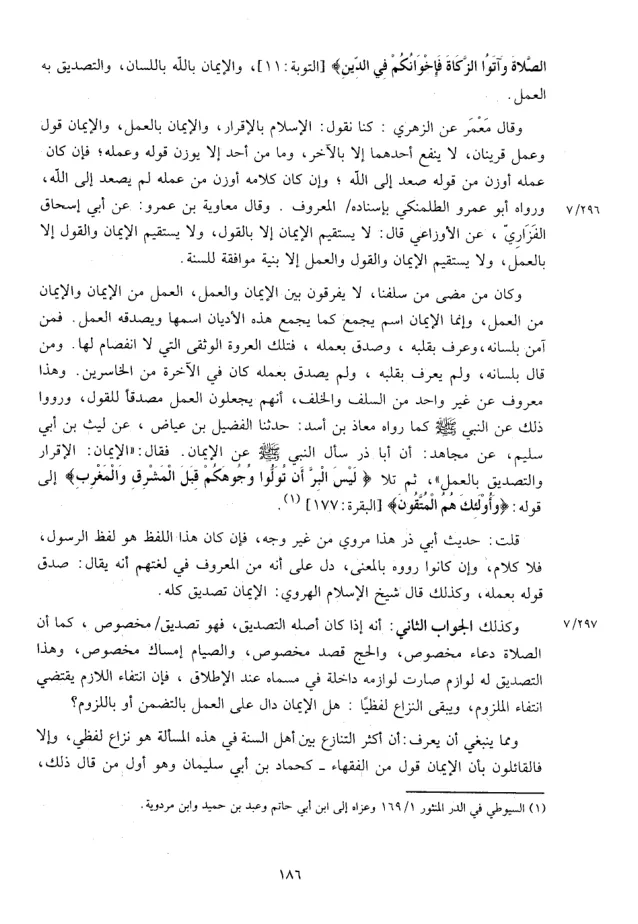 الصَّلاةَ وَآتَوُا الزَّكَاةَ فَإِخْوَانُكُمْ فِي الدِّينِ﴾ [التوبة: ١١]، والإيمان بالله باللسان، والتصديق به
العمل.
وقال مَعْمَر عن الزهري : كنا نقول: الإسلام بالإقرار، والإيمان بالعمل، والإيمان قول
وعمل قرينان، لا ينفع أحدهما إلا بالآخر، وما من أحد إلا يوزن قوله وعمله؛ فإن كان
عمله أوزن من قوله صعد إلى الله ؛ وإن كان كلامه أوزن من عمله لم يصعد إلى الله،
٧/٢٩٦ ورواه أبو عمرو الطلمنكي بإسناده/ المعروف . وقال معاوية بن عمرو: عن أبي إسحاق
الفَزَاريّ ، عن الأوزاعي قال: لا يستقيم الإيمان إلا بالقول، ولا يستقيم الإيمان والقول إلا
بالعمل، ولا يستقيم الإيمان والقول والعمل إلا بنية موافقة للسنة.
وكان من مضى من سلفنا، لا يفرقون بين الإيمان والعمل، العمل من الإيمان والإيمان
من العمل، وإنما الإيمان اسم يجمع كما يجمع هذه الأديان اسمها ويصدقه العمل. فمن
آمن بلسانه،وعرف بقلبه ، وصدق بعمله ، فتلك العروة الوثقى التي لا انفصام لها. ومن
قال بلسانه، ولم يعرف بقلبه ، ولم يصدق بعمله كان في الآخرة من الخاسرين. وهذا
معروف عن غير واحد من السلف والخلف، أنهم يجعلون العمل مصدقاً للقول، ورووا
ذلك عن النبي ﷺ كما رواه معاذ بن أسد: حدثنا الفضيل بن عياض ، عن ليث بن أبي
سليم، عن مجاهد: أن أبا ذر سأل النبي ﷺ عن الإيمان. فقال:«الإيمان: الإقرار
والتصديق بالعمل»، ثم تلا ﴿ لَيْسَ الْبِرَّ أَن تُوَلُّوا وُجُوهَكُمْ قِبَلَ الْمَشْرِقِ وَالْمَغْرِبِ﴾ إلى
قوله: ﴿وَأُوْلَئِكَ هُمُ الْمُتَّقُونَ﴾ [البقرة:١٧٧] (١).
قلت: حديث أبي ذر هذا مروي من غير وجه، فإن كان هذا اللفظ هو لفظ الرسول،
فلا كلام، وإن كانوا رووه بالمعنى، دل على أنه من المعروف في لغتهم أنه يقال: صدق
قوله بعمله، وكذلك قال شيخ الإسلام الهروي: الإيمان تصديق كله.
٧/٢٩٧ وكذلك الجواب الثاني: أنه إذا كان أصله التصديق، فهو تصديق/ مخصوص ، كما أن
الصلاة دعاء مخصوص، والحج قصد مخصوص، والصيام إمساك مخصوص، وهذا
التصديق له لوازم صارت لوازمه داخلة في مسماه عند الإطلاق ، فإن انتفاء اللازم يقتضي
انتفاء الملزوم، ويبقى النزاع لفظيًا : هل الإيمان دال على العمل بالتضمن أو باللزوم؟
ومما ينبغي أن يعرف: أن أكثر التنازع بين أهل السنة في هذه المسألة هو نزاع لفظي، وإلا
فالقائلون بأن الإيمان قول من الفقهاء ـ كحماد بن أبي سليمان وهو أول من قال ذلك،
(١) السيوطي في الدر المنثور ١٦٩/١ وعزاه إلى ابن أبي حاتم وعبد بن حميد وابن مردوية.
١٨٦